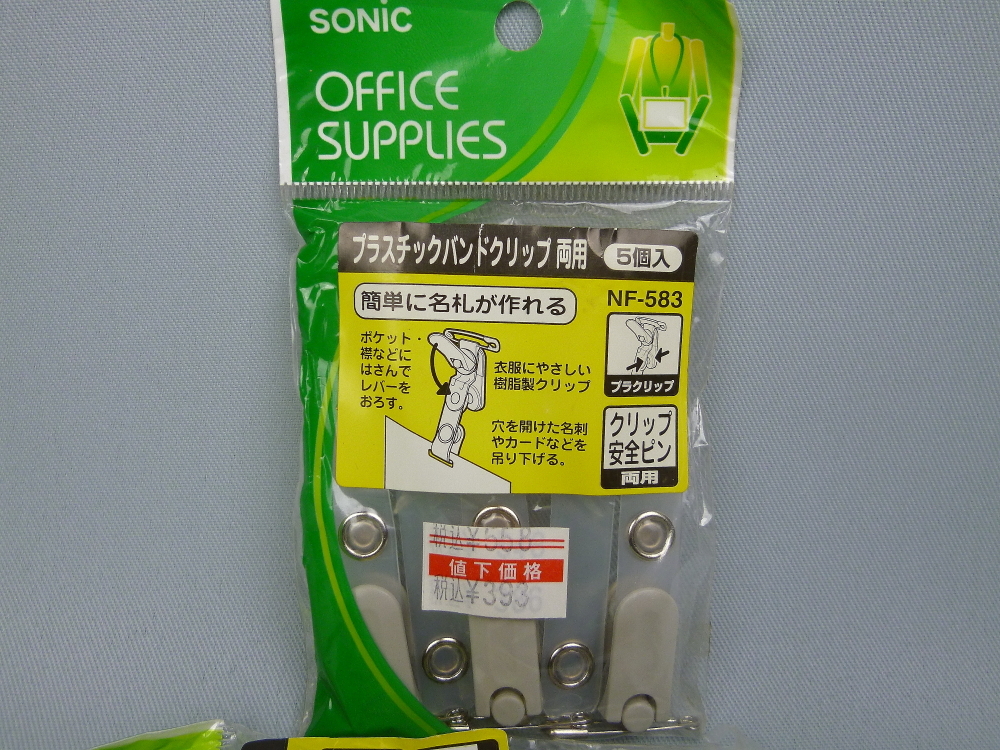 SONiC
OFFICE
SUPPLIES
プラスチックバンドクリップ 両用
5個入
簡単に名札が作れる
NF-583
ポケット・
襟などに
はさんで
レバーを
おろす。
衣服にやさしい
樹脂製クリップ
プラクリップ
穴を開けた名刺
やカードなどを
吊り下げる。
クリップ
安全ピン
両用
税込¥558
値下価格
税込¥393